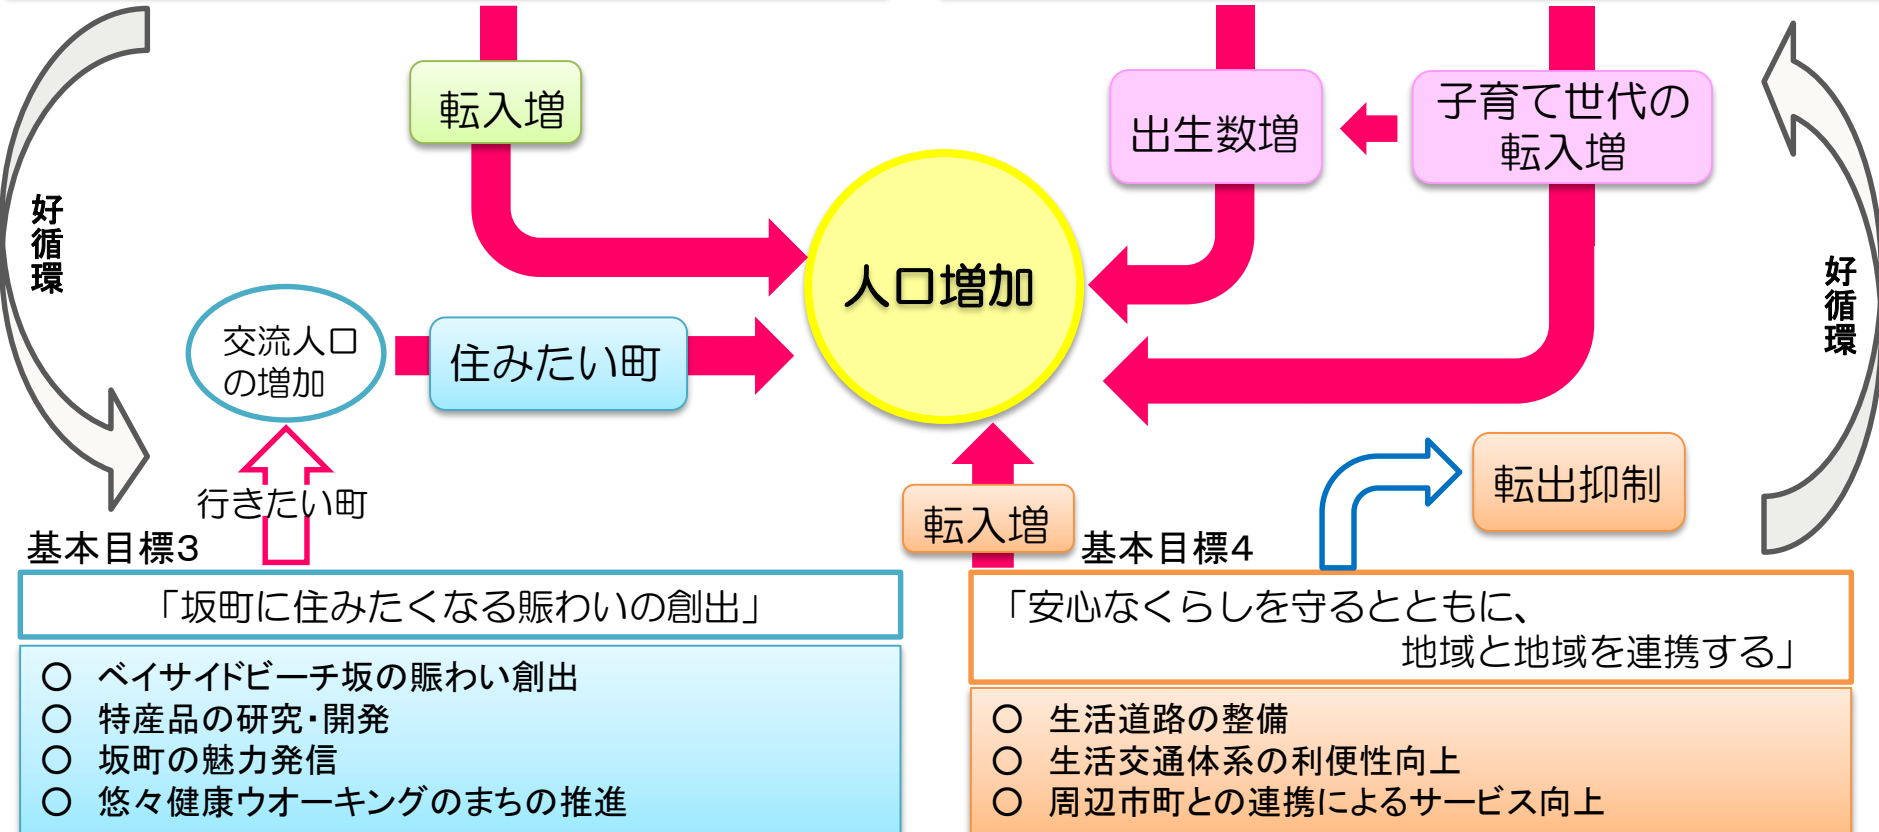 転入増
出生数増
子育て世代の
転入増
好循環
人口増加
好循環
交流人口
の増加
住みたい町
行きたい町
転入増
転出抑制
基本目標3
「坂町に住みたくなる賑わいの創出」
○ ベイサイドビーチ坂の賑わい創出
○ 特産品の研究・開発
○ 坂町の魅力発信
○ 悠々健康ウオーキングのまちの推進
基本目標4
「安心なくらしを守るとともに、
地域と地域を連携する」
○ 生活道路の整備
○ 生活交通体系の利便性向上
○ 周辺市町との連携によるサービス向上